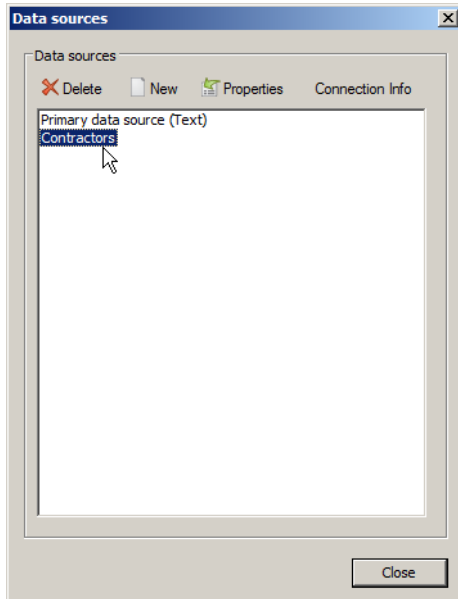 Data sources
Data sources
Delete New Properties Connection Info
Primary data source (Text)
Contractors
Close